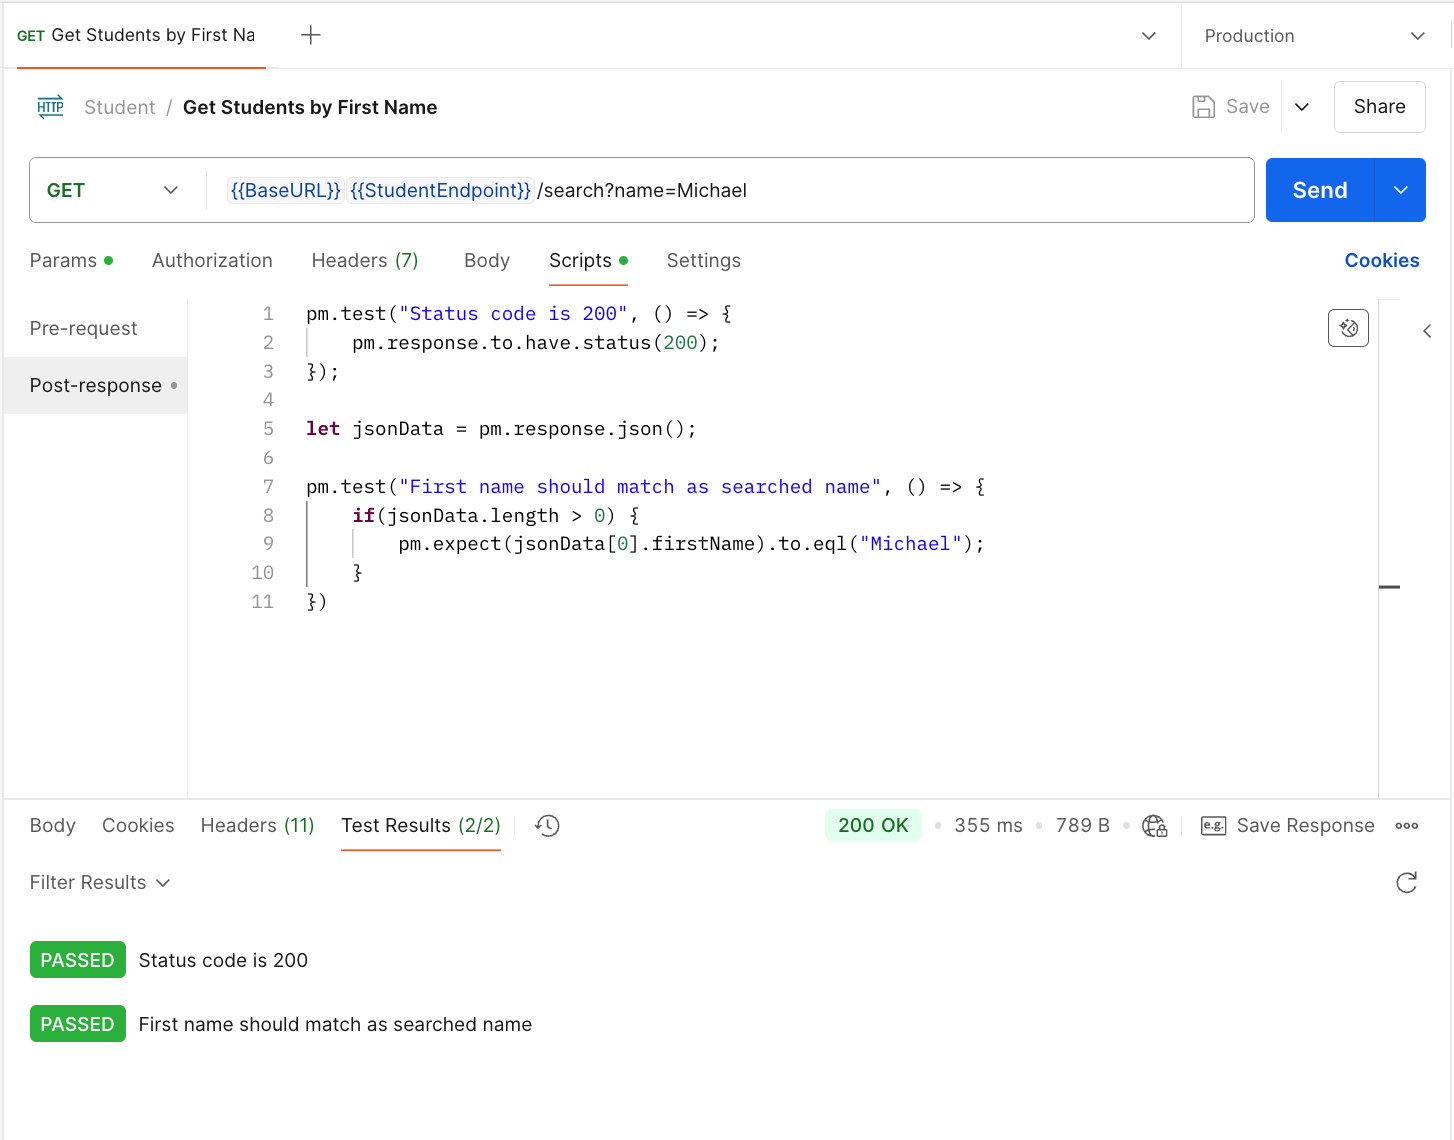 GET Get Students by First Na
Production
HTTP Student / Get Students by First Name
Save
Share
GET
{{BaseURL}} {{StudentEndpoint}} /search?name=Michael
Send
Params
Authorization
Headers (7)
Body
Scripts
Settings
Cookies
Pre-request
Post-response
1 pm.test("Status code is 200", () => {
2     pm.response.to.have.status(200);
3 });
4
5 let jsonData = pm.response.json();
6
7 pm.test("First name should match as searched name", () => {
8     if(jsonData.length > 0) {
9         pm.expect(jsonData[0].firstName).to.eql("Michael");
10     }
11 })
Body
Cookies
Headers (11)
Test Results (2/2)
200 OK
355 ms
789 B
e.g. Save Response
Filter Results
PASSED Status code is 200
PASSED First name should match as searched name